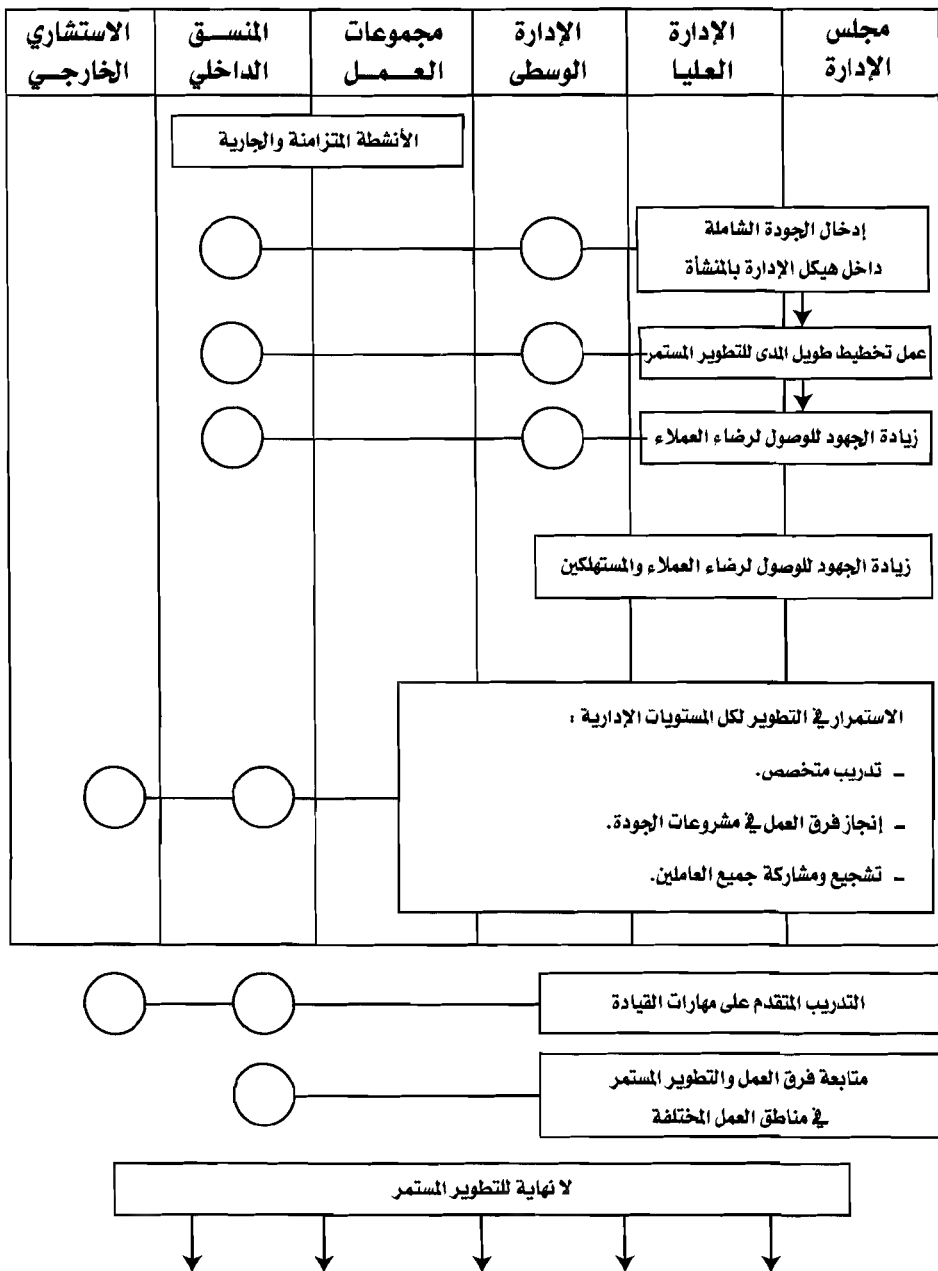 مجلس
الإدارة
الإدارة
العليا
الإدارة
الوسطى
مجموعات
العـــمـــل
المنســـق
الداخلي
الاستشاري
الخارجــي
الأنشطة المتزامنة والجارية
إدخال الجودة الشاملة
داخل هيكل الإدارة بالمنشأة
عمل تخطيط طويل المدى للتطوير المستمر
زيادة الجهود للوصول لرضاء العملاء
زيادة الجهود للوصول لرضاء العملاء والمستهلكين
الاستمرار في التطوير لكل المستويات الإدارية :
- تدريب متخصص.
- إنجاز فرق العمل في مشروعات الجودة.
- تشجيع ومشاركة جميع العاملين.
التدريب المتقدم على مهارات القيادة
متابعة فرق العمل والتطوير المستمر
في مناطق العمل المختلفة
لا نهاية للتطوير المستمر